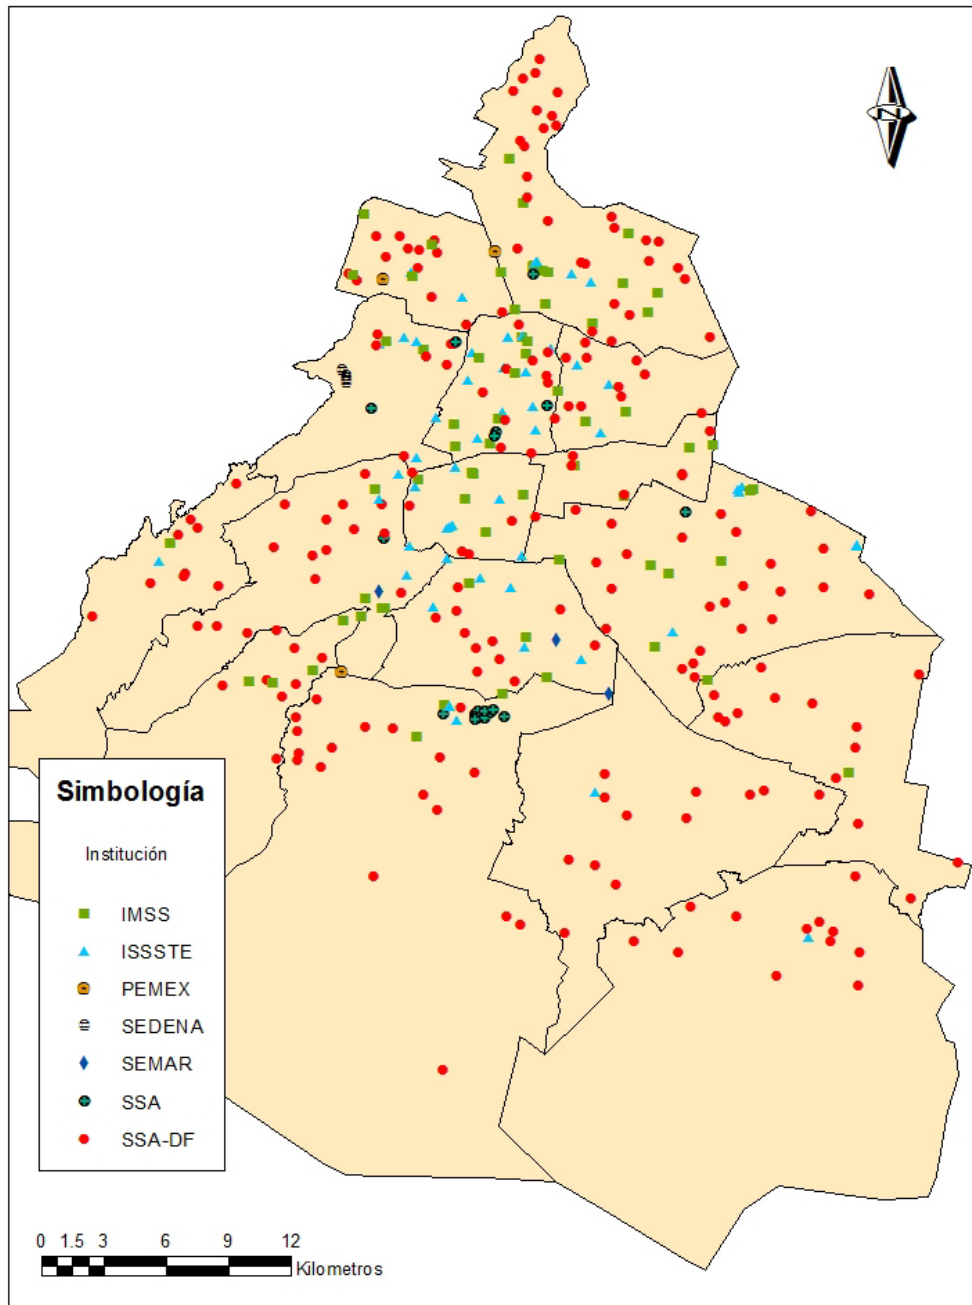 N
Simbología
Institución
IMSS
ISSSTE
PEMEX
SEDENA
SEMAR
SSA
SSA-DF
0 1.5 3 6 9 12
Kilometros